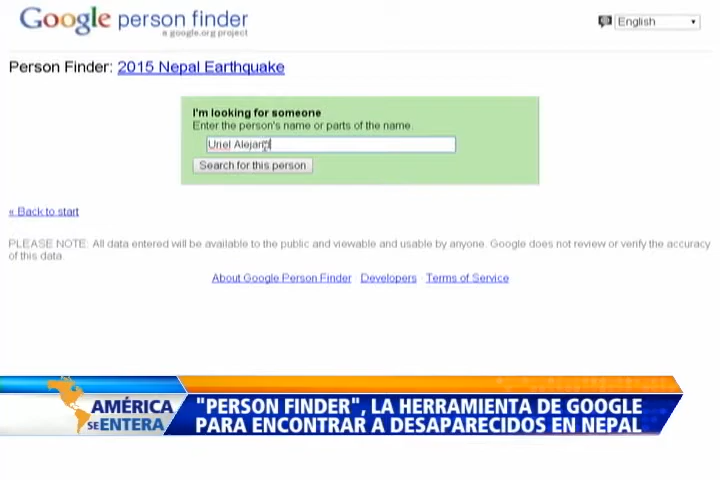 Google person finder
a google.org project
English
Person Finder: 2015 Nepal Earthquake
I'm looking for someone
Enter the person's name or parts of the name.
Uriel Alejand
Search for this person
« Back to start
PLEASE NOTE: All data entered will be available to the public and viewable and usable by anyone. Google does not review or verify the accuracy
of this data.
About Google Person Finder Developers Terms of Service
AMÉRICA
SE ENTERA
"PERSON FINDER", LA HERRAMIENTA DE GOOGLE
PARA ENCONTRAR A DESAPARECIDOS EN NEPAL